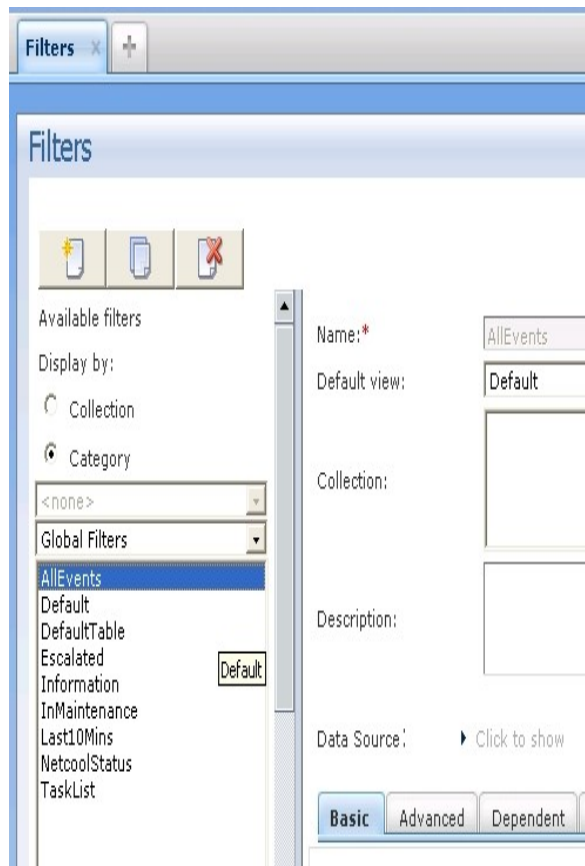 Filters
Filters
Available filters
Display by:
Collection
Category
<none>
Global Filters
AllEvents
Default
DefaultTable
Escalated
Information
InMaintenance
Last10Mins
NetcoolStatus
TaskList
Default
Name:*
AllEvents
Default view:
Default
Collection:
Description:
Data Source:
Click to show
Basic
Advanced
Dependent